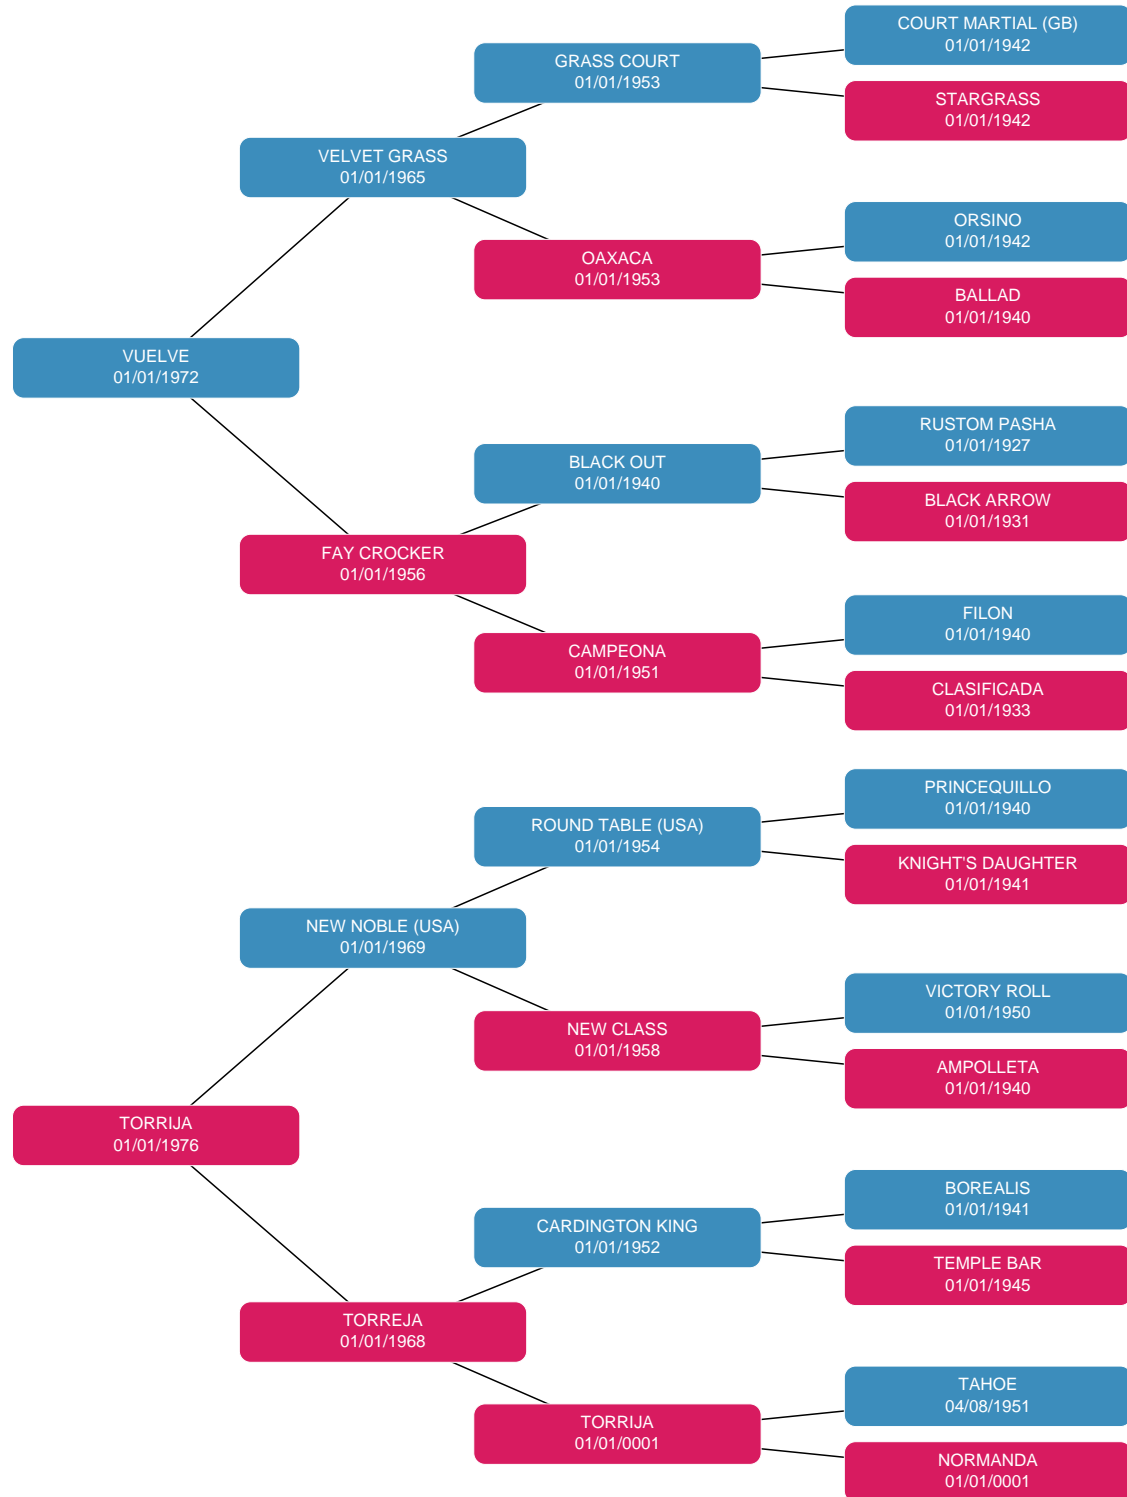 COURT MARTIAL (GB)
01/01/1942
GRASS COURT
01/01/1953
STARGRASS
01/01/1942
VELVET GRASS
01/01/1965
ORSINO
01/01/1942
OAXACA
01/01/1953
BALLAD
01/01/1940
VUELVE
01/01/1972
RUSTOM PASHA
01/01/1927
BLACK OUT
01/01/1940
BLACK ARROW
01/01/1931
FAY CROCKER
01/01/1956
FILON
01/01/1940
CAMPEONA
01/01/1951
CLASIFICADA
01/01/1933
PRINCEQUILLO
01/01/1940
ROUND TABLE (USA)
01/01/1954
KNIGHT'S DAUGHTER
01/01/1941
NEW NOBLE (USA)
01/01/1969
VICTORY ROLL
01/01/1950
NEW CLASS
01/01/1958
AMPOLLETA
01/01/1940
TORRIJA
01/01/1976
BOREALIS
01/01/1941
CARDINGTON KING
01/01/1952
TEMPLE BAR
01/01/1945
TORREJA
01/01/1968
TAHOE
04/08/1951
TORRIJA
01/01/0001
NORMANDA
01/01/0001